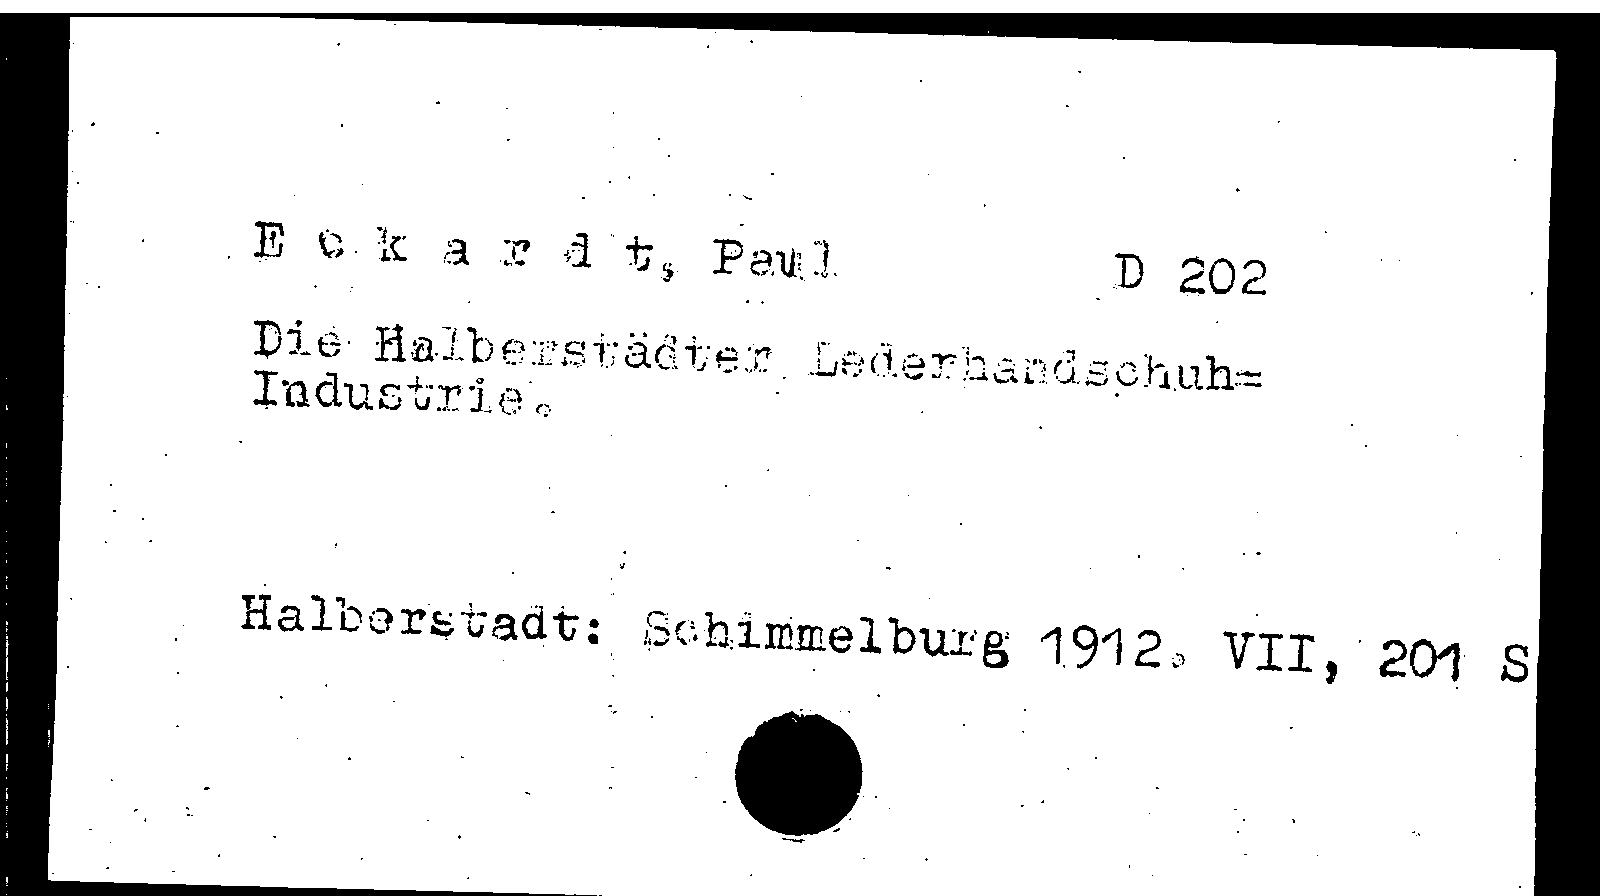 E c k a r d t, Paul D 202
Die Halberstädter Lederhandschuh=
Industrie.
Halberstadt: Schimmelburg 1912. VII, 201 S